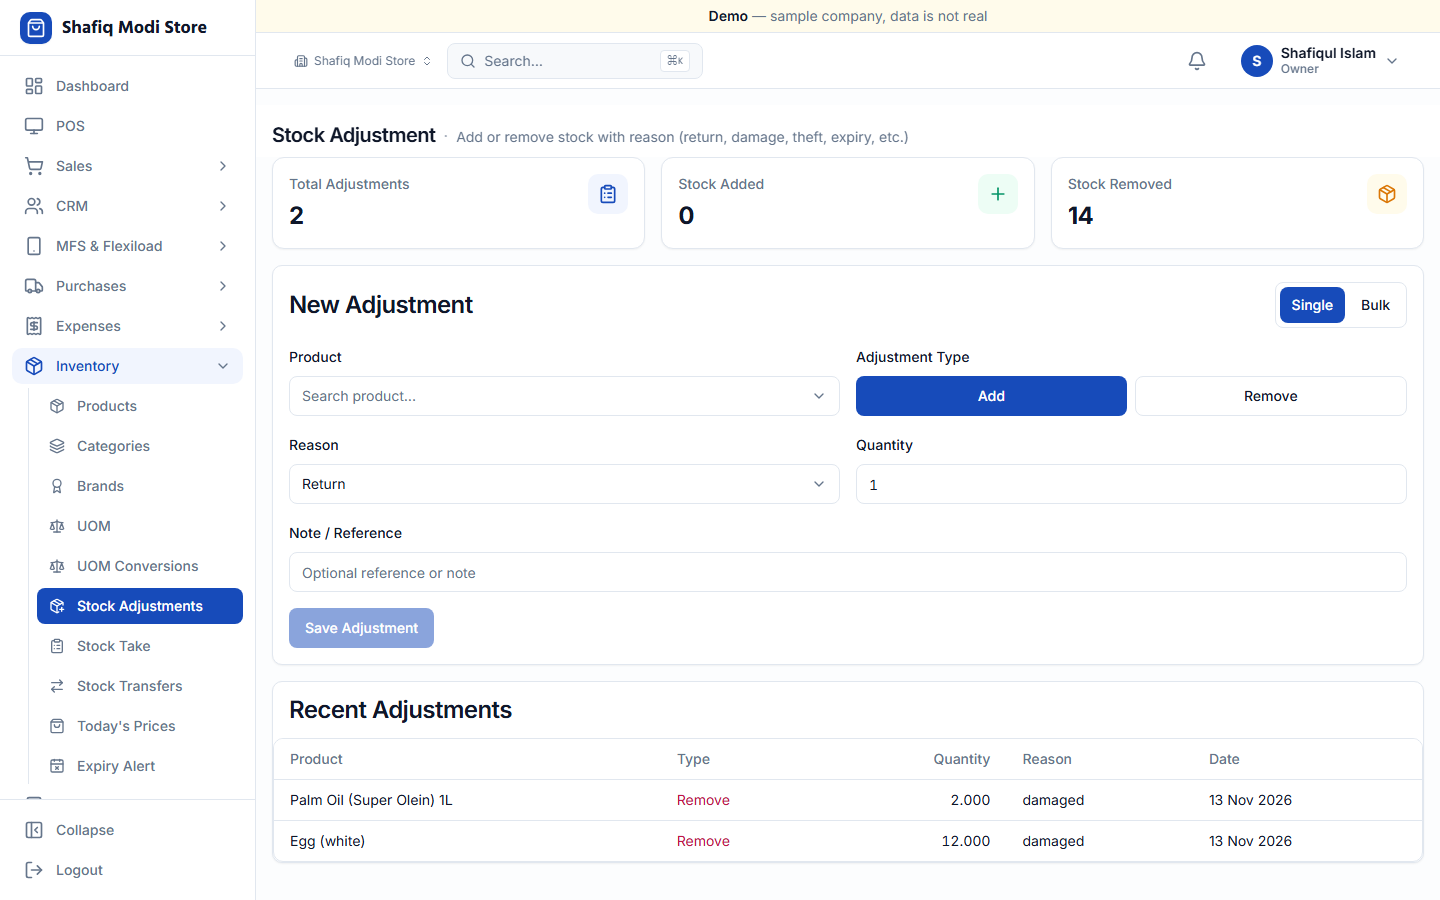 Shafiq Modi Store
Demo — sample company, data is not real
Shafiq Modi Store
Search...
⌘K
S
Shafiqul Islam
Owner
Dashboard
POS
Sales
CRM
MFS & Flexiload
Purchases
Expenses
Inventory
Products
Categories
Brands
UOM
UOM Conversions
Stock Adjustments
Stock Take
Stock Transfers
Today's Prices
Expiry Alert
Collapse
Logout
Stock Adjustment · Add or remove stock with reason (return, damage, theft, expiry, etc.)
Total Adjustments
2
Stock Added
0
Stock Removed
14
New Adjustment
Single Bulk
Product
Search product...
Adjustment Type
Add Remove
Reason
Return
Quantity
1
Note / Reference
Optional reference or note
Save Adjustment
Recent Adjustments
Product Type Quantity Reason Date
Palm Oil (Super Olein) 1L Remove 2.000 damaged 13 Nov 2026
Egg (white) Remove 12.000 damaged 13 Nov 2026